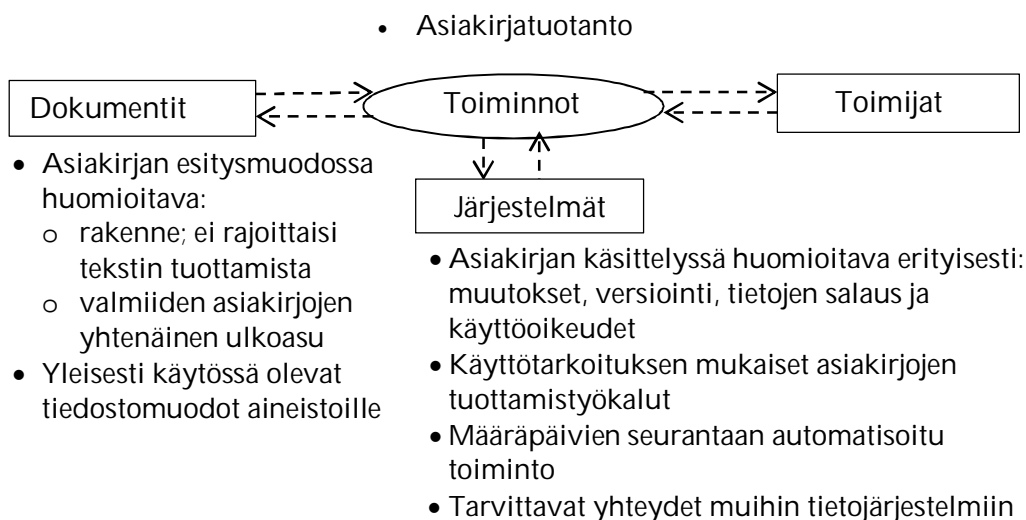 • Asiakirjatuotanto
Dokumentit
Toiminnot
Toimijat
• Asiakirjan esitysmuodossa
huomioitava:
o rakenne; ei rajoittaisi
tekstin tuottamista
o valmiiden asiakirjojen
yhtenäinen ulkoasu
• Yleisesti käytössä olevat
tiedostomuodot aineistoille
Järjestelmät
• Asiakirjan käsittelyssä huomioitava erityisesti:
muutokset, versiointi, tietojen salaus ja
käyttöoikeudet
• Käyttötarkoituksen mukaiset asiakirjojen
tuottamistyökalut
• Määräpäivien seurantaan automatisoitu
toiminto
• Tarvittavat yhteydet muihin tietojärjestelmiin